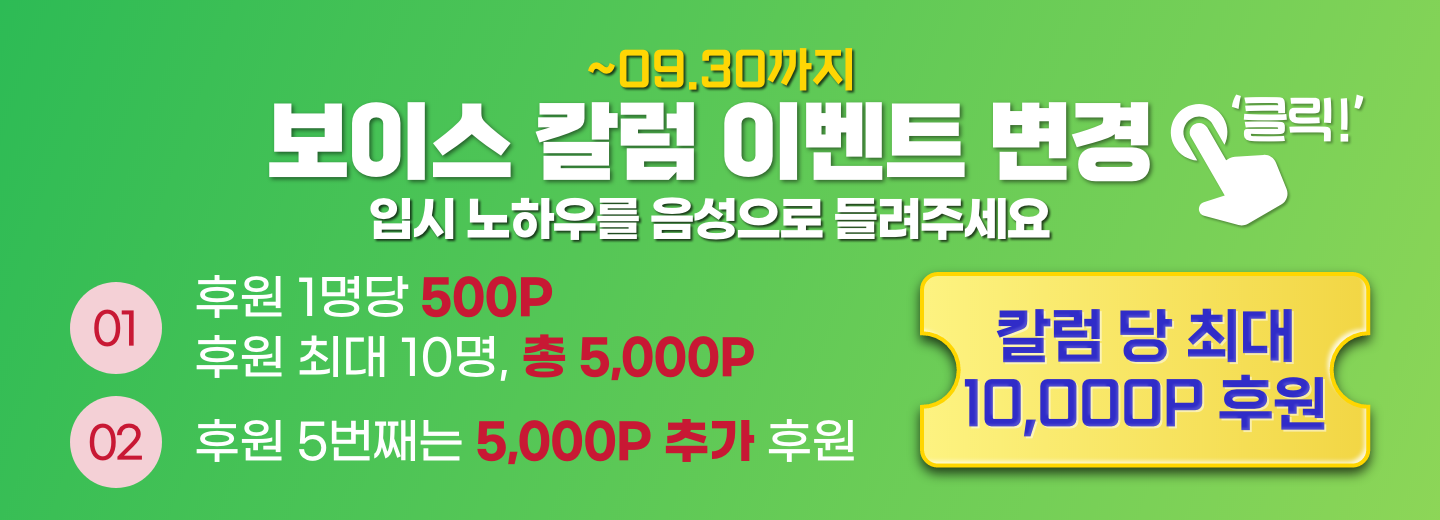 ~09.30까지
보이스 칼럼 이벤트 변경
'클릭!'
입시 노하우를 음성으로 들려주세요
01
후원 1명당 500P
후원 최대 10명, 총 5,000P
02
후원 5번째는 5,000P 추가 후원
칼럼 당 최대
10,000P 후원